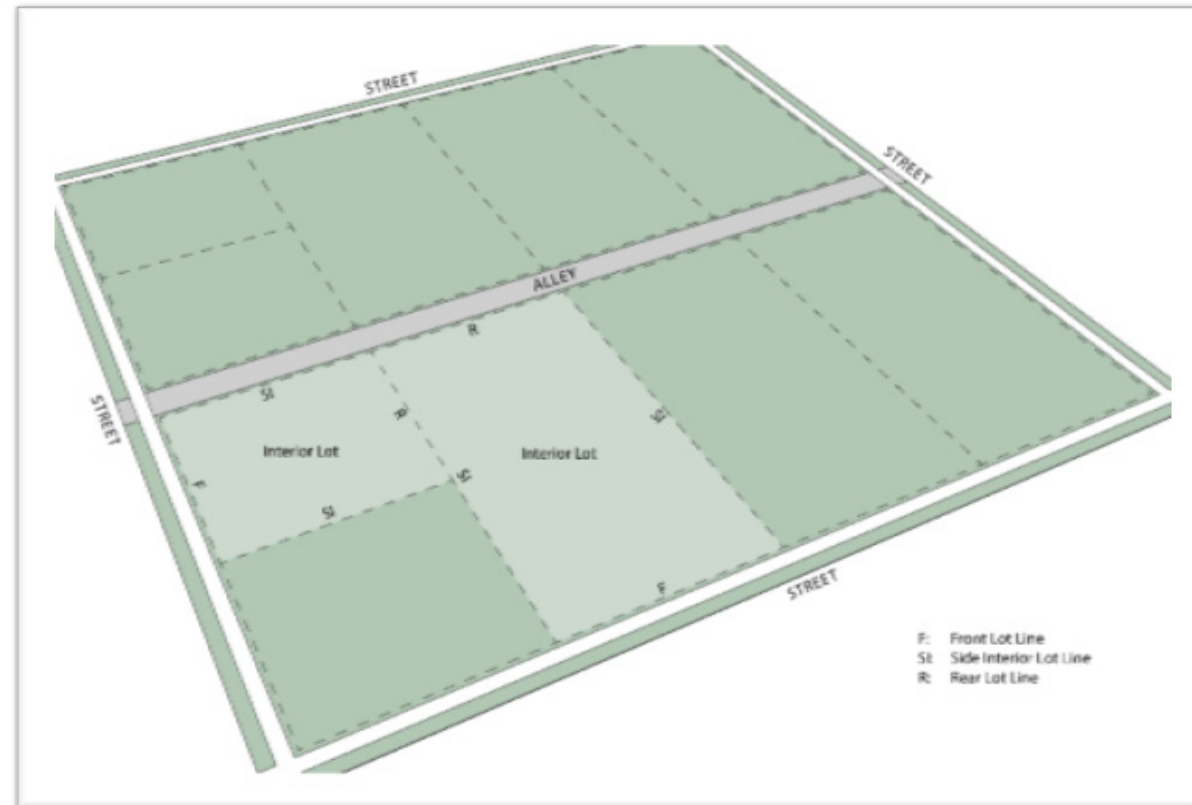 STREET
STREET
ALLEY
R
SI
R
SI
STREET
Interior Lot
Interior Lot
SI
F
SI
F
STREET
F: Front Lot Line
SI: Side Interior Lot Line
R: Rear Lot Line